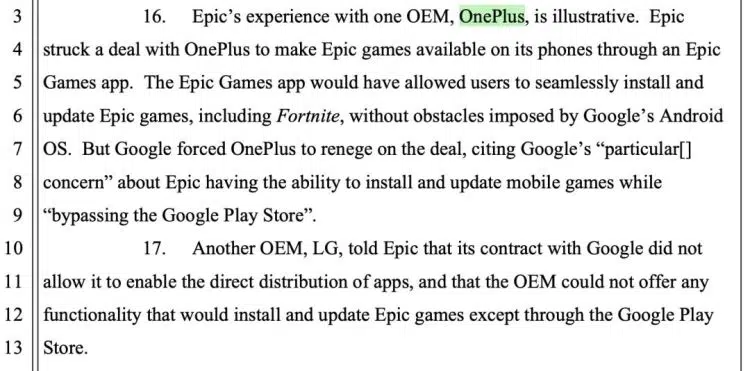 3 16. Epic’s experience with one OEM, OnePlus, is illustrative. Epic
4 struck a deal with OnePlus to make Epic games available on its phones through an Epic
5 Games app. The Epic Games app would have allowed users to seamlessly install and
6 update Epic games, including Fortnite, without obstacles imposed by Google’s Android
7 OS. But Google forced OnePlus to renege on the deal, citing Google’s “particular[]
8 concern” about Epic having the ability to install and update mobile games while
9 “bypassing the Google Play Store”.
10 17. Another OEM, LG, told Epic that its contract with Google did not
11 allow it to enable the direct distribution of apps, and that the OEM could not offer any
12 functionality that would install and update Epic games except through the Google Play
13 Store.